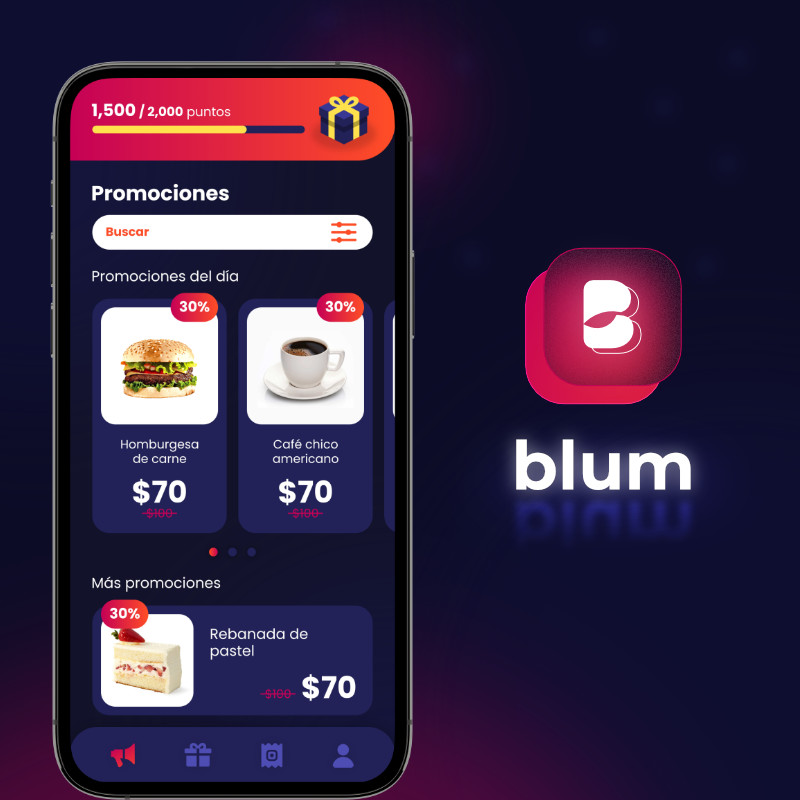 1,500 / 2,000 puntos
Promociones
Buscar
Promociones del día
30%
30%
Homburgesa
de carne
Café chico
americano
$70
$70
$100
$100
Más promociones
30%
Rebanada de
pastel
$100 $70
B
blum